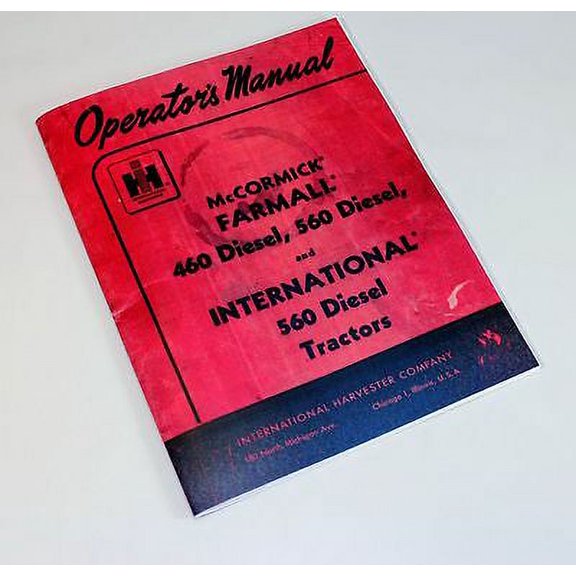 Operator's Manual
IH
McCORMICK®
FARMALL®
460 Diesel, 560 Diesel,
and
INTERNATIONAL®
560 Diesel
Tractors
INTERNATIONAL HARVESTER COMPANY
180 North Michigan Ave.
Chicago 1, Illinois, U.S.A.